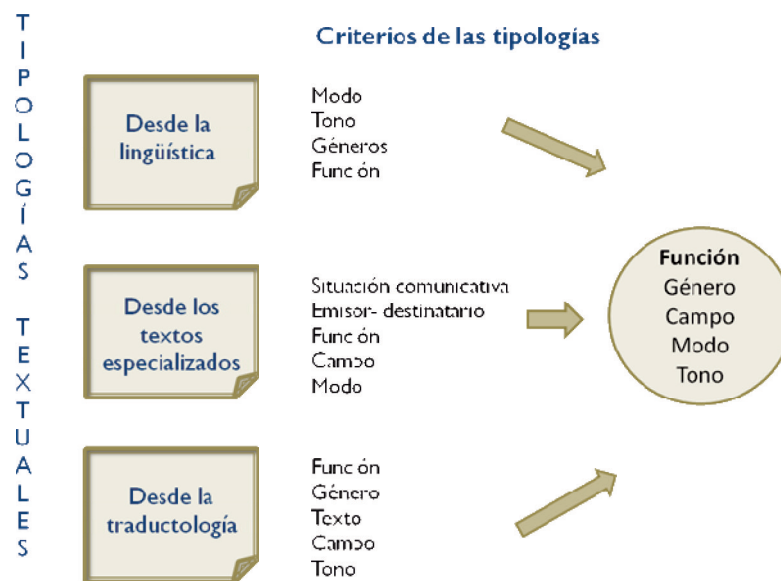 TIPOLOGÍAS TEXTUALES
Criterios de las tipologías
Desde la
lingüística
Modo
Tono
Géneros
Función
Desde los
textos
especializados
Situación comunicativa
Emisor- destinatario
Función
Campo
Modo
Desde la
traductología
Función
Género
Texto
Campo
Tono
Función
Género
Campo
Modo
Tono